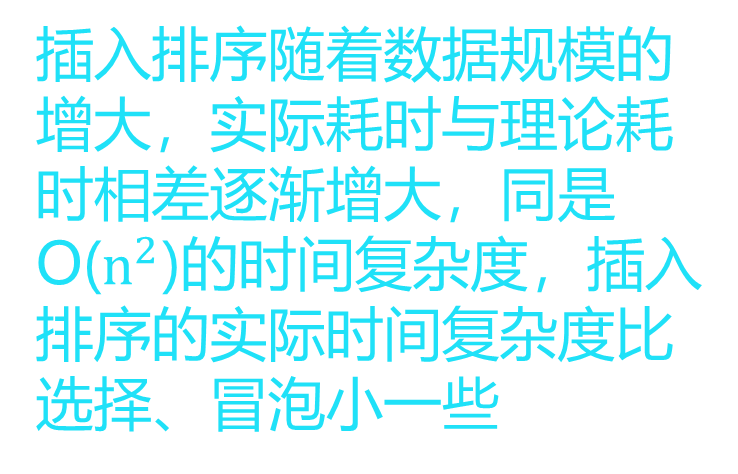 插入排序随着数据规模的
增大，实际耗时与理论耗
时相差逐渐增大，同是
O(n²)的时间复杂度，插入
排序的实际时间复杂度比
选择、冒泡小一些